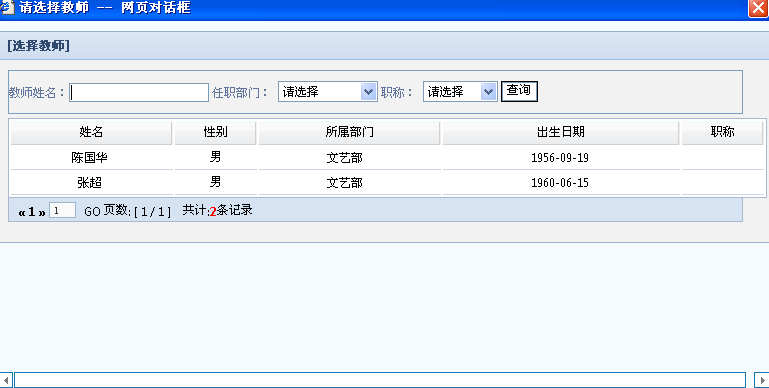 请选择教师 -- 网页对话框
[选择教师]
教师姓名： 任职部门： 请选择 职称： 请选择 查询
姓名 性别 所属部门 出生日期 职称
陈国华 男 文艺部 1956-09-19
张超 男 文艺部 1960-06-15
« 1 » 1 GO 页数:[ 1 / 1 ] 共计:2条记录